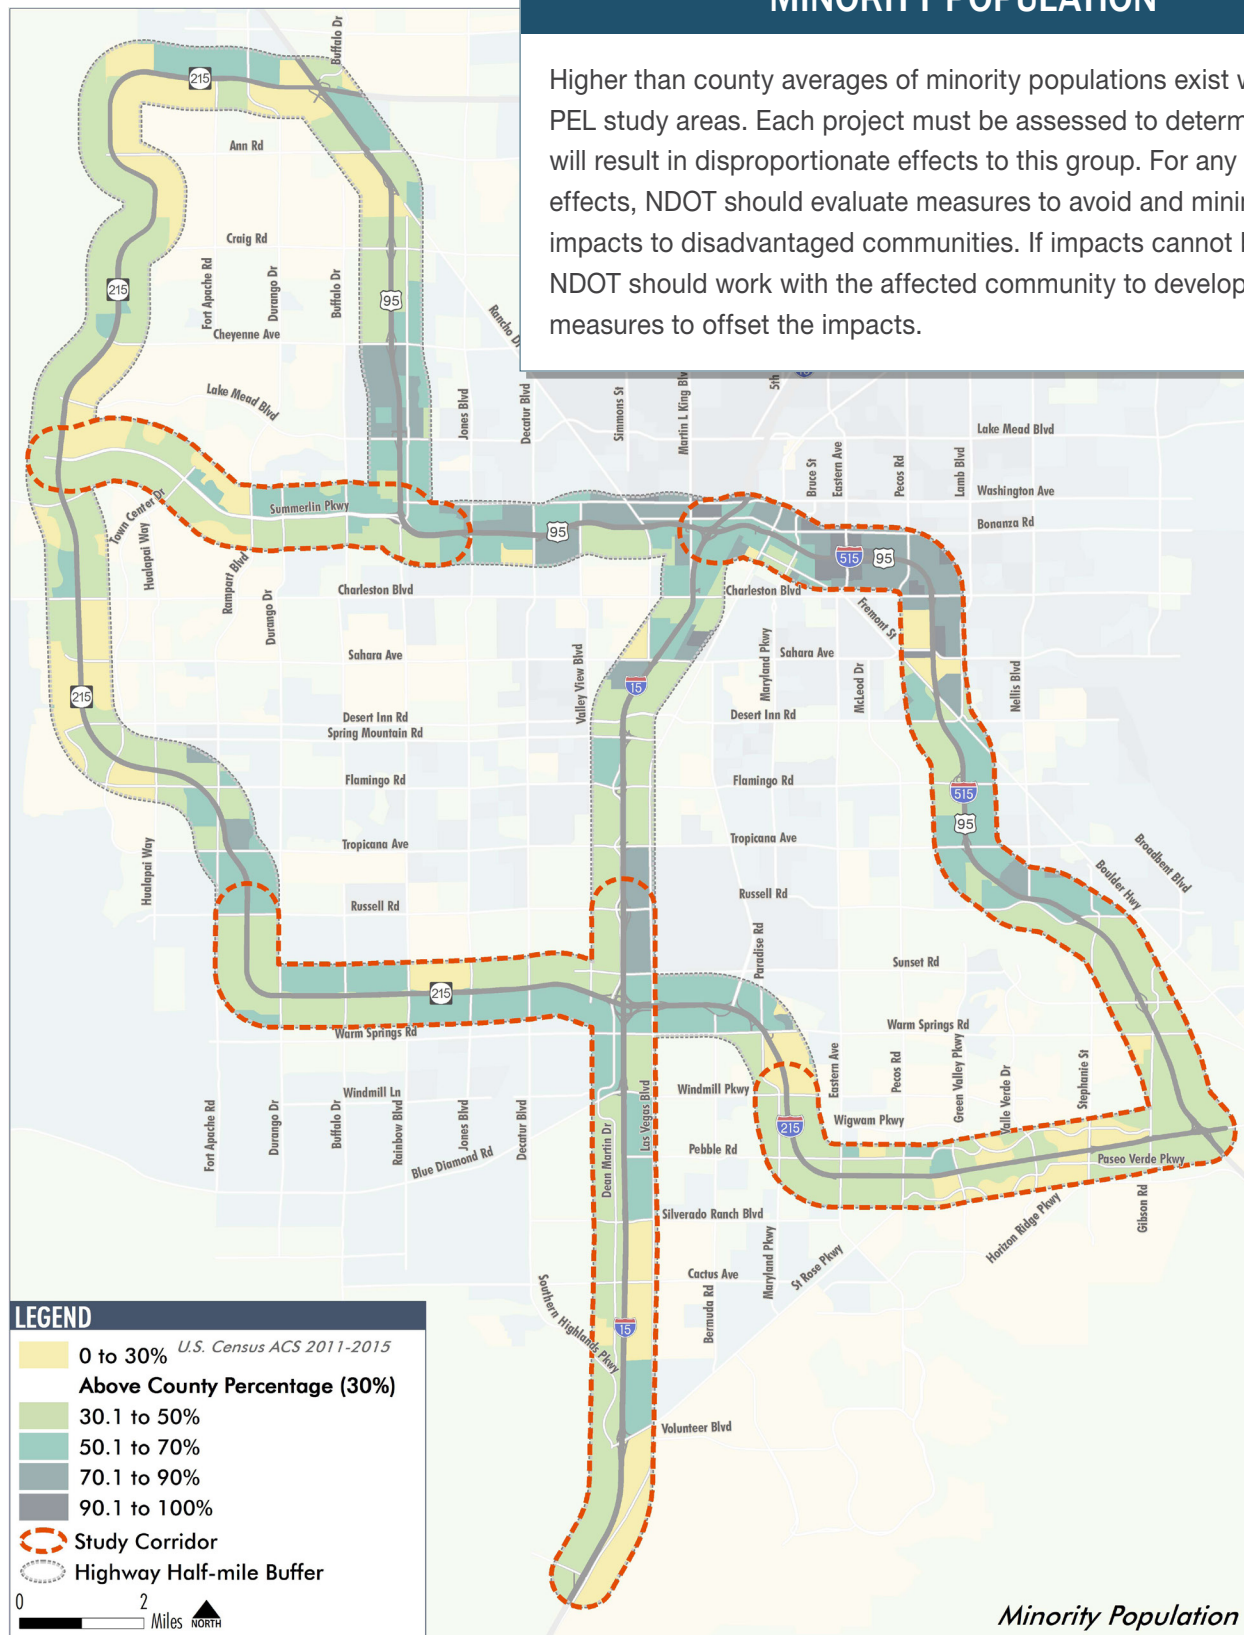 MINORITY POPULATION
Higher than county averages of minority populations exist
PEL study areas. Each project must be assessed to
will result in disproportionate effects to this group. For any
effects, NDOT should evaluate measures to avoid and
impacts to disadvantaged communities. If impacts cannot
NDOT should work with the affected community to develop
measures to offset the impacts.
Buffalo Dr
215
Ann Rd
Craig Rd
Fort Apache Rd
Durango Dr
Buffalo Dr
215
95
Cheyenne Ave
Rancho
Lake Mead Blvd
Jones Blvd
Decatur Blvd
Simmons St
Martin L King
5th
Lake Mead Blvd
Bruce St
Eastern Ave
Pecos Rd
Lamb Blvd
Washington Ave
Bonanza Rd
Town Center Dr
Hualapai Way
Summerlin Pkwy
95
515
95
Rampart Blvd
Durango Dr
Charleston Blvd
Charleston Blvd
Fremont St
Sahara Ave
Sahara Ave
Valley View Blvd
Maryland Pkwy
McLeod Dr
Nellis Blvd
215
15
Desert Inn Rd
Desert Inn Rd
Spring Mountain Rd
Flamingo Rd
Flamingo Rd
515
95
Tropicana Ave
Tropicana Ave
Hualapai Way
Broadbent Blvd
Boulder Hwy
Russell Rd
Russell Rd
Paradise Rd
Sunset Rd
215
Warm Springs Rd
Warm Springs Rd
Eastern Ave
Pecos Rd
Green Valley Pkwy
Valle Verde Dr
Stephanie St
Windmill Ln
Windmill Pkwy
Fort Apache Rd
Durango Dr
Buffalo Dr
Rainbow Blvd
Jones Blvd
Decatur Blvd
Dean Martin Dr
Las Vegas Blvd
215
Wigwam Pkwy
Blue Diamond Rd
Pebble Rd
Paseo Verde Pkwy
Silverado Ranch Blvd
Maryland Pkwy
St Rose Pkwy
Horizon Ridge Pkwy
Gibson Rd
Cactus Ave
Bermuda Rd
Southern Highlands Pkwy
15
Volunteer Blvd
LEGEND
0 to 30% U.S. Census ACS 2011-2015
Above County Percentage (30%)
30.1 to 50%
50.1 to 70%
70.1 to 90%
90.1 to 100%
Study Corridor
Highway Half-mile Buffer
0 2 Miles NORTH
Minority Population